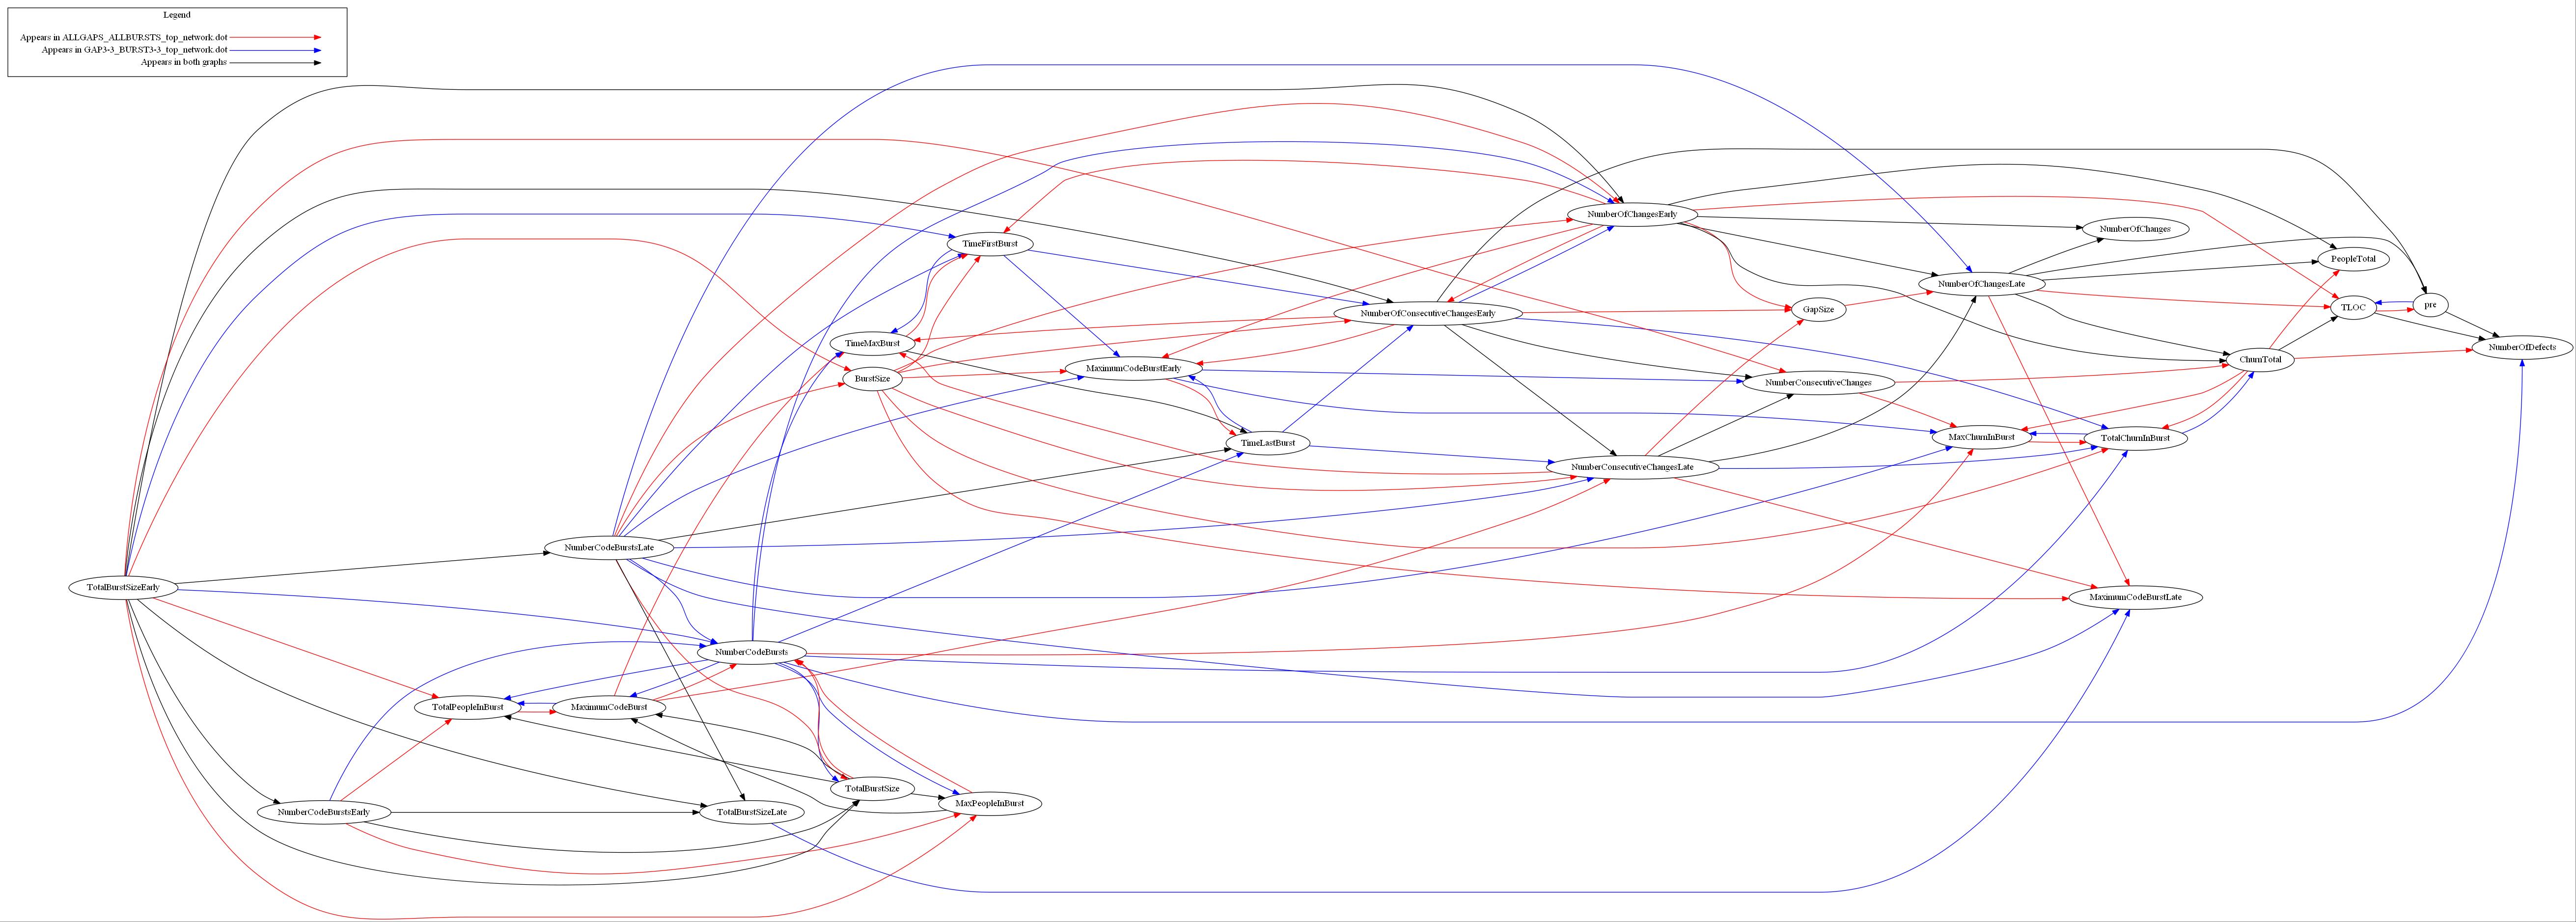 Legend
Appears in ALLGAPS_ALLBURSTS_top_network.dot
Appears in GAP3-3_BURST3-3_top_network.dot
Appears in both graphs
NumberOfChangesEarly
NumberOfChanges
TimeFirstBurst
PeopleTotal
NumberOfChangesLate
pre
TLOC
GapSize
NumberOfConsecutiveChangesEarly
TimeMaxBurst
NumberOfDefects
ChurnTotal
MaximumCodeBurstEarly
BurstSize
NumberConsecutiveChanges
MaxChurnInBurst
TotalChurnInBurst
TimeLastBurst
NumberConsecutiveChangesLate
NumberCodeBurstsLate
TotalBurstSizeEarly
MaximumCodeBurstLate
NumberCodeBursts
TotalPeopleInBurst
MaximumCodeBurst
TotalBurstSize
MaxPeopleInBurst
NumberCodeBurstsEarly
TotalBurstSizeLate